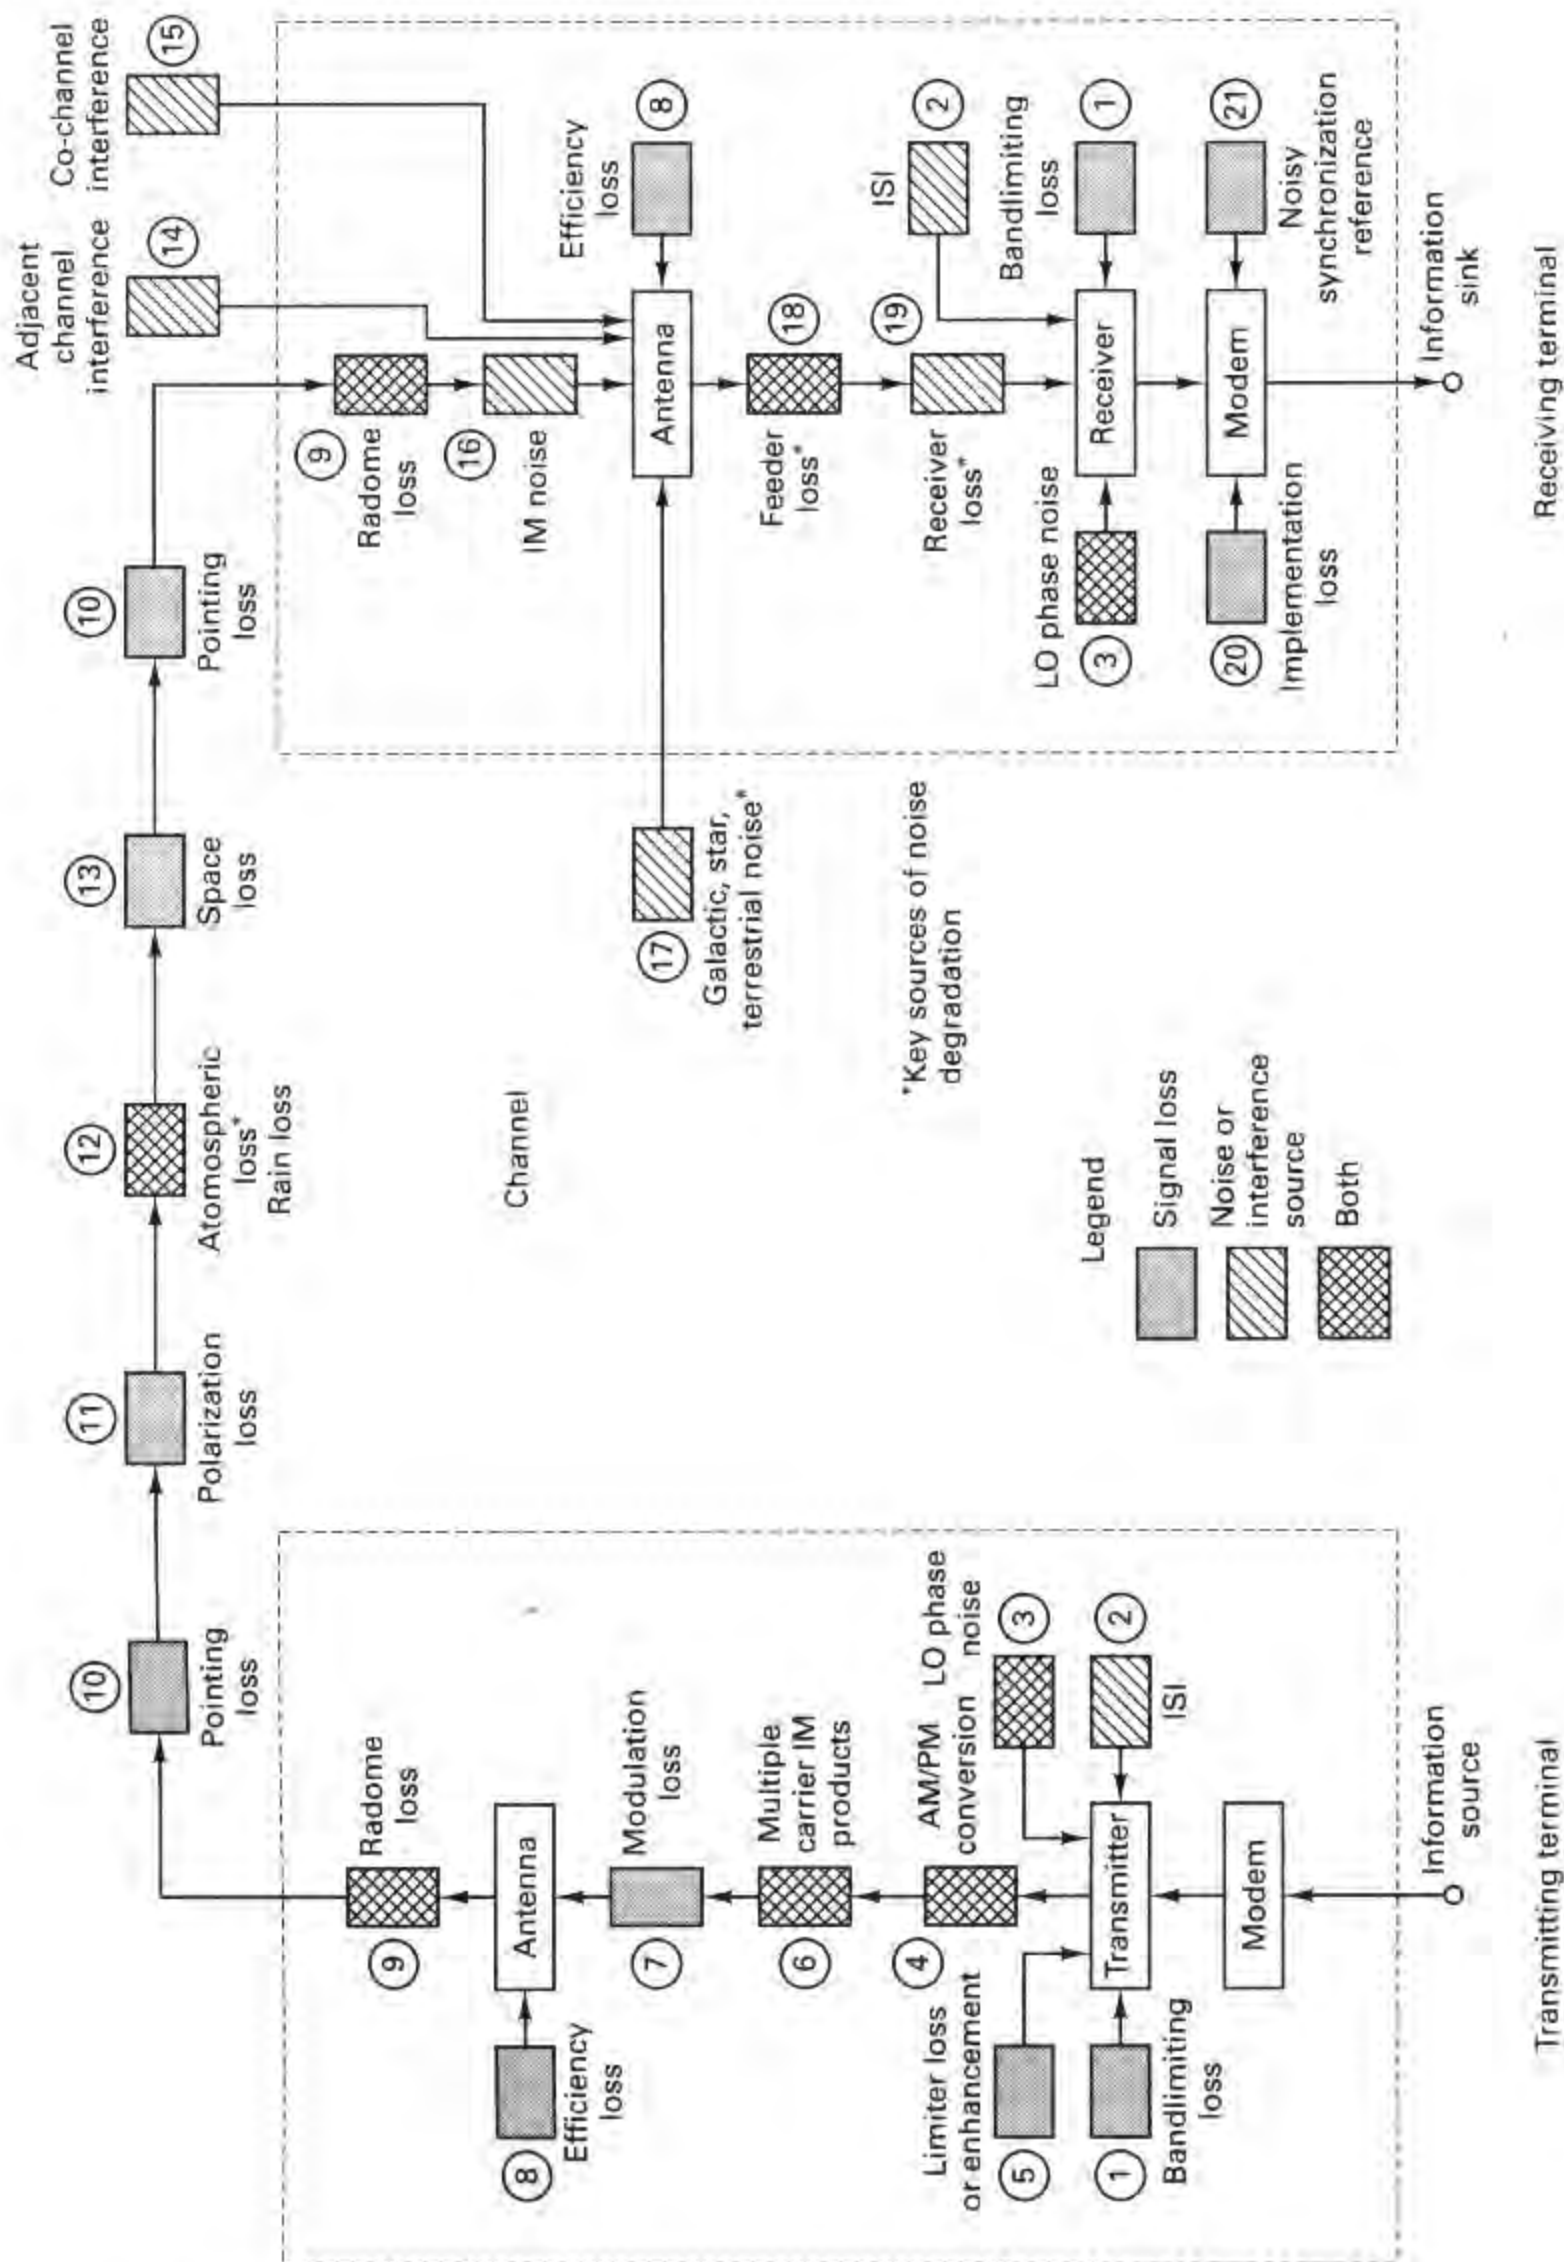 10
Pointing
loss
11
Polarization
loss
12
Atomospheric
loss*
Rain loss
13
Space
loss
10
Pointing
loss
Adjacent
channel
interference
14
Co-channel
interference
15
Radome
loss
9
Antenna
8
Efficiency
loss
Modulation
loss
7
Multiple
carrier IM
products
6
AM/PM
conversion
4
LO phase
noise
3
Limiter loss
or enhancement
5
Transmitter
2
ISI
1
Bandlimiting
loss
Modem
Information
source
Transmitting terminal
Channel
17
Galactic, star,
terrestrial noise*
*Key sources of noise
degradation
Legend
Signal loss
Noise or
interference
source
Both
9
Radome
loss
16
IM noise
Antenna
Efficiency
loss
8
Feeder
loss*
18
Receiver
loss*
19
ISI
2
LO phase noise
3
Receiver
Bandlimiting
loss
1
20
Implementation
loss
Modem
21
Noisy
synchronization
reference
Information
sink
Receiving terminal